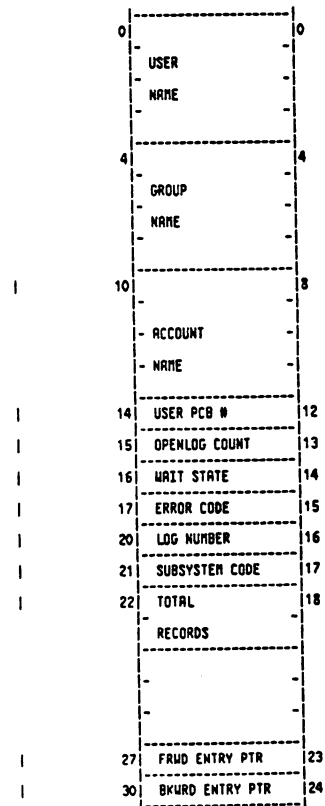 0 0
USER
NAME
4 4
GROUP
NAME
10 8
ACCOUNT
NAME
14 USER PCB # 12
15 OPENLOG COUNT 13
16 WAIT STATE 14
17 ERROR CODE 15
20 LOG NUMBER 16
21 SUBSYSTEM CODE 17
22 TOTAL 18
RECORDS
27 FRWD ENTRY PTR 23
30 BKWRD ENTRY PTR 24